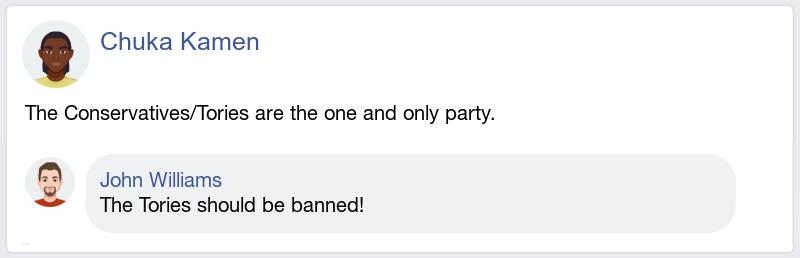 Chuka Kamen
The Conservatives/Tories are the one and only party.
John Williams
The Tories should be banned!